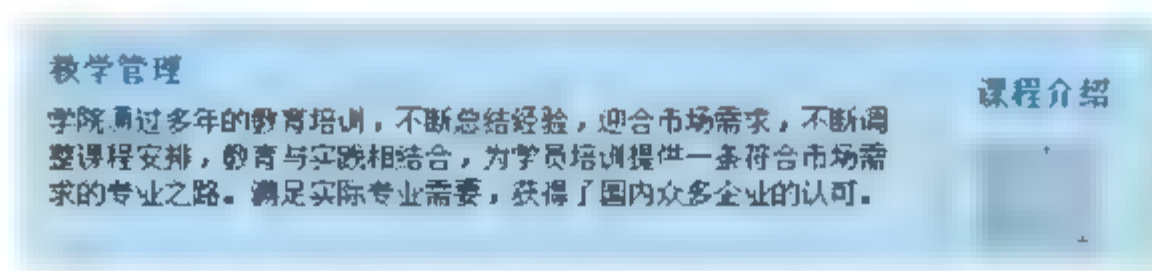 教学管理
学院通过多年的教育培训，不断总结经验，迎合市场需求，不断调
整课程安排，教育与实践相结合，为学员培训提供一条符合市场需
求的专业之路。满足实际专业需要，获得了国内众多企业的认可。
课程介绍